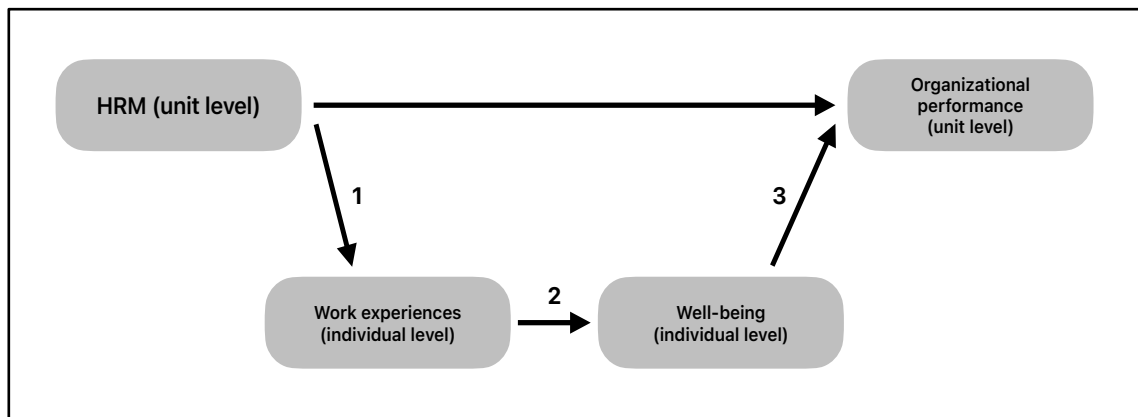 HRM (unit level)
Organizational
performance
(unit level)
1
3
Work experiences
(individual level)
2
Well-being
(individual level)